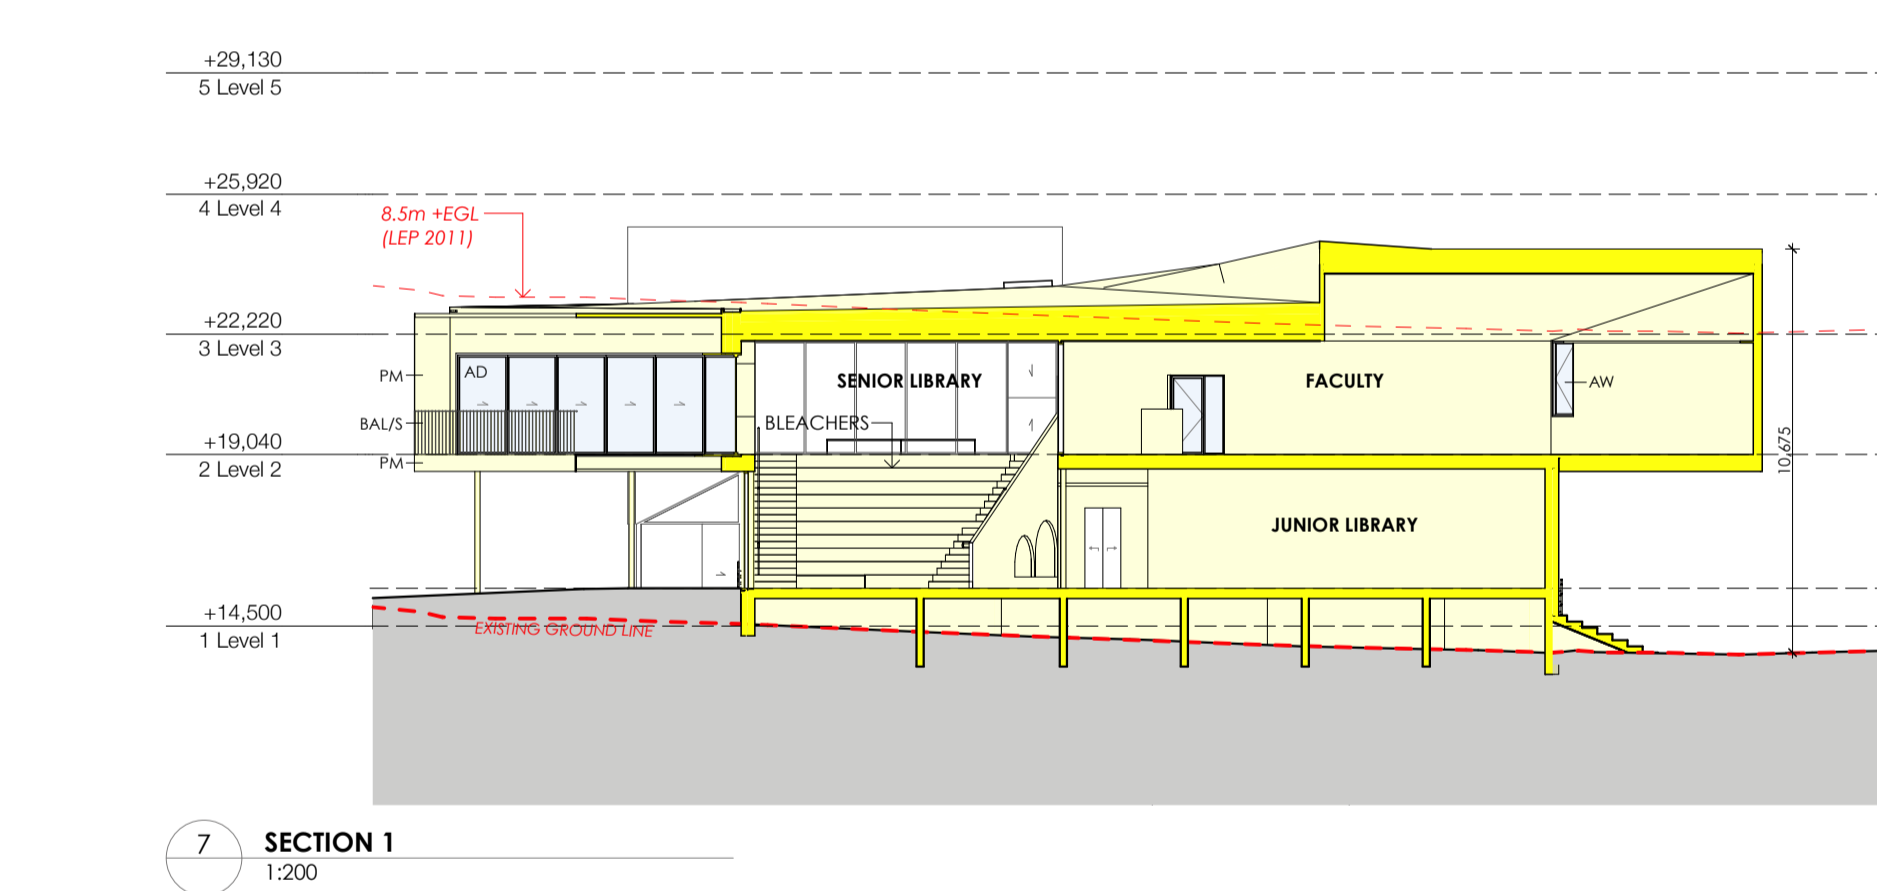 +29,130
5 Level 5
+25,920
4 Level 4
8.5m +EGL
(LEP 2011)
+22,220
3 Level 3
PM
AD
SENIOR LIBRARY
FACULTY
AW
BAL/S
BLEACHERS
+19,040
2 Level 2
PM
10,675
JUNIOR LIBRARY
+14,500
1 Level 1
EXISTING GROUND LINE
7
SECTION 1
1:200